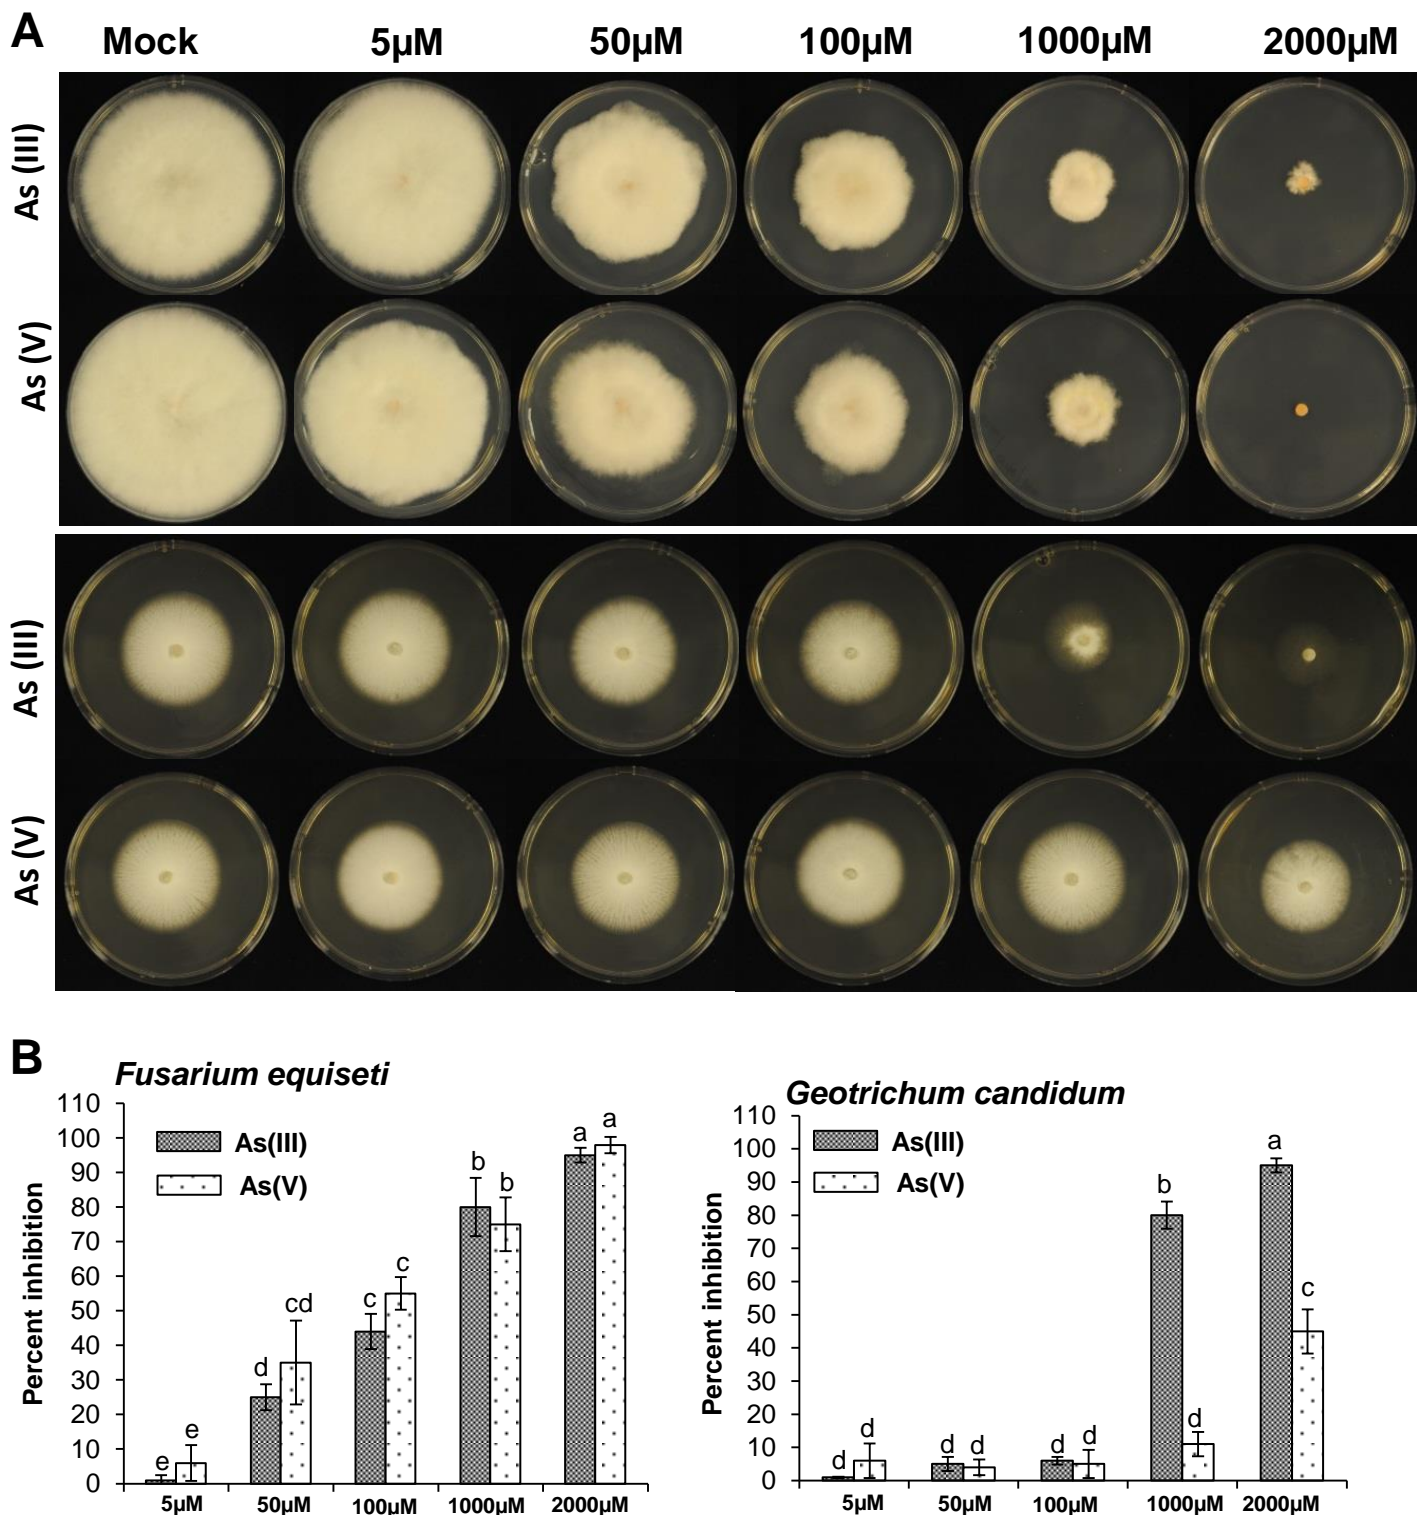 A
Mock 5µM 50µM 100µM 1000µM 2000µM
As (III)
As (V)
As (III)
As (V)
B
Fusarium equiseti
Percent inhibition
110
100
90
80
70
60
50
40
30
20
10
0
As(III)
As(V)
e e d cd c c b b a a
5µM 50µM 100µM 1000µM 2000µM
Geotrichum candidum
Percent inhibition
110
100
90
80
70
60
50
40
30
20
10
0
As(III)
As(V)
d d d d d d b d a c
5µM 50µM 100µM 1000µM 2000µM